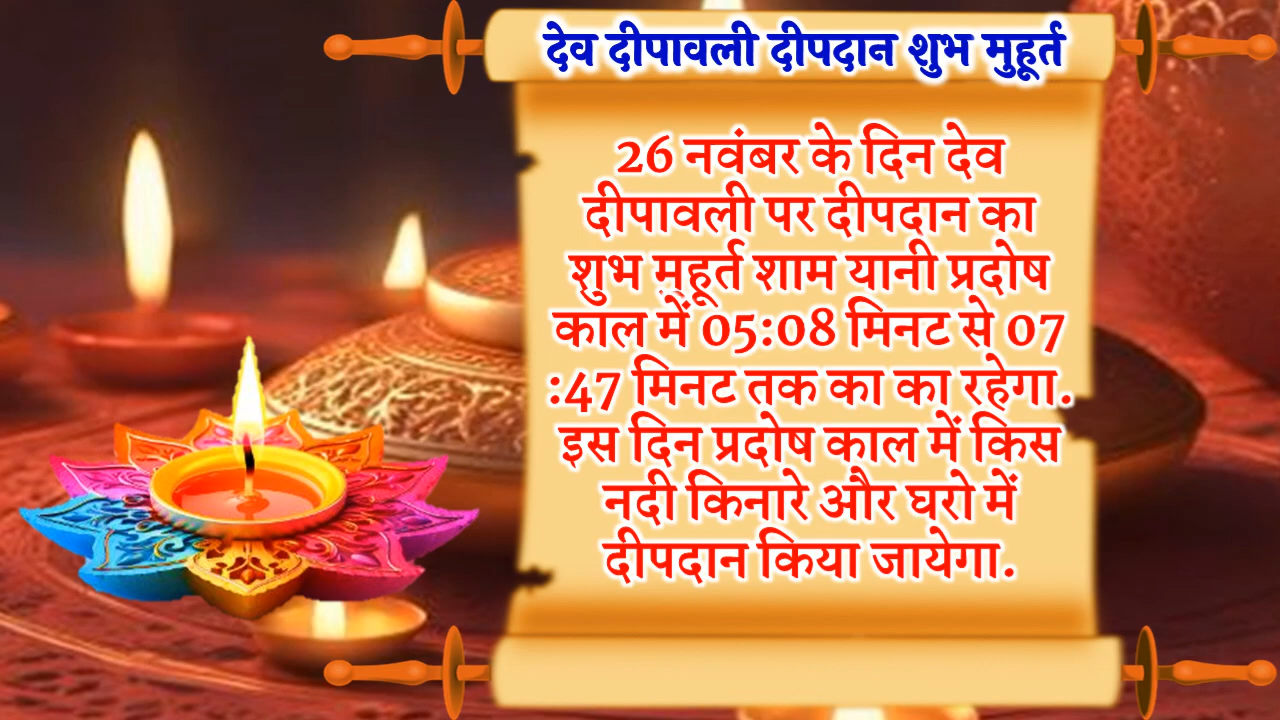 देव दीपावली दीपदान शुभ मुहूर्त
26 नवंबर के दिन देव
दीपावली पर दीपदान का
शुभ मुहूर्त शाम यानी प्रदोष
काल में 05:08 मिनट से 07
:47 मिनट तक का का रहेगा.
इस दिन प्रदोष काल में किस
नदी किनारे और घरो में
दीपदान किया जायेगा.